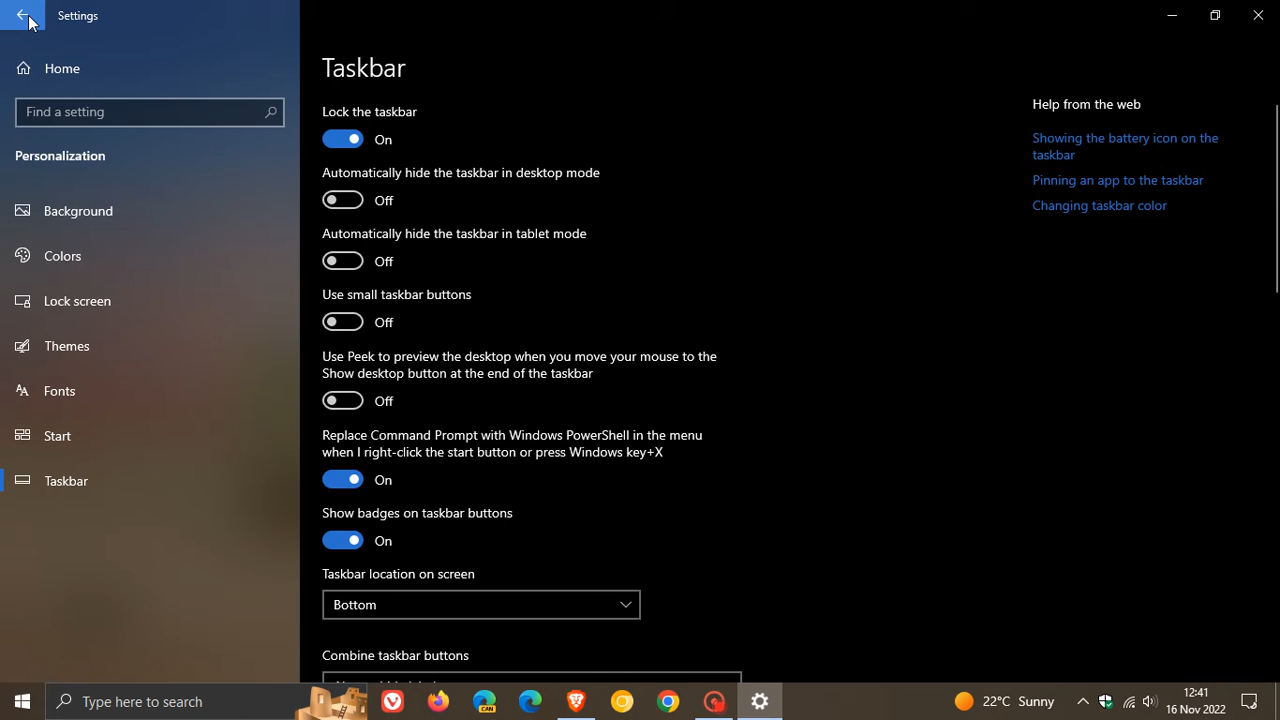 Settings
Home
Find a setting
Personalization
Background
Colors
Lock screen
Themes
Fonts
Start
Taskbar
Taskbar
Lock the taskbar
On
Automatically hide the taskbar in desktop mode
Off
Automatically hide the taskbar in tablet mode
Off
Use small taskbar buttons
Off
Use Peek to preview the desktop when you move your mouse to the
Show desktop button at the end of the taskbar
Off
Replace Command Prompt with Windows PowerShell in the menu
when I right-click the start button or press Windows key+X
On
Show badges on taskbar buttons
On
Taskbar location on screen
Bottom
Combine taskbar buttons
Help from the web
Showing the battery icon on the
taskbar
Pinning an app to the taskbar
Changing taskbar color
Type here to search
CAN
22°C Sunny
12:41
16 Nov 2022